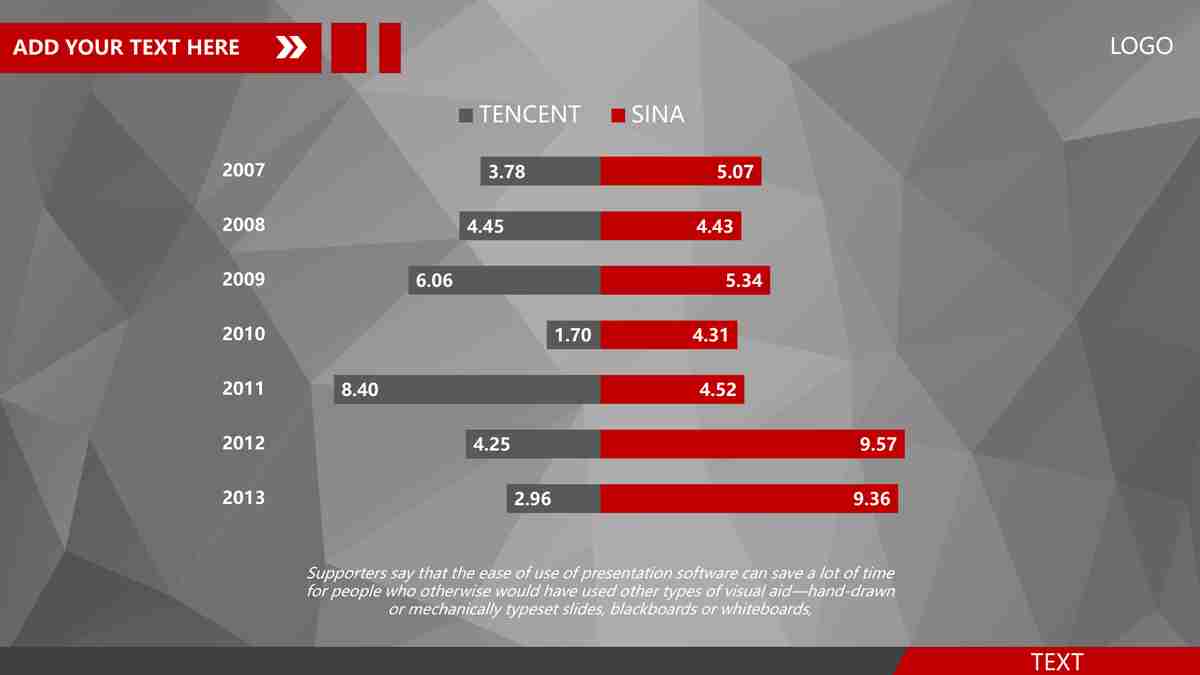 ADD YOUR TEXT HERE
LOGO
TENCENT SINA
2007 3.78 5.07
2008 4.45 4.43
2009 6.06 5.34
2010 1.70 4.31
2011 8.40 4.52
2012 4.25 9.57
2013 2.96 9.36
Supporters say that the ease of use of presentation software can save a lot of time
for people who otherwise would have used other types of visual aid—hand-drawn
or mechanically typeset slides, blackboards or whiteboards,
TEXT